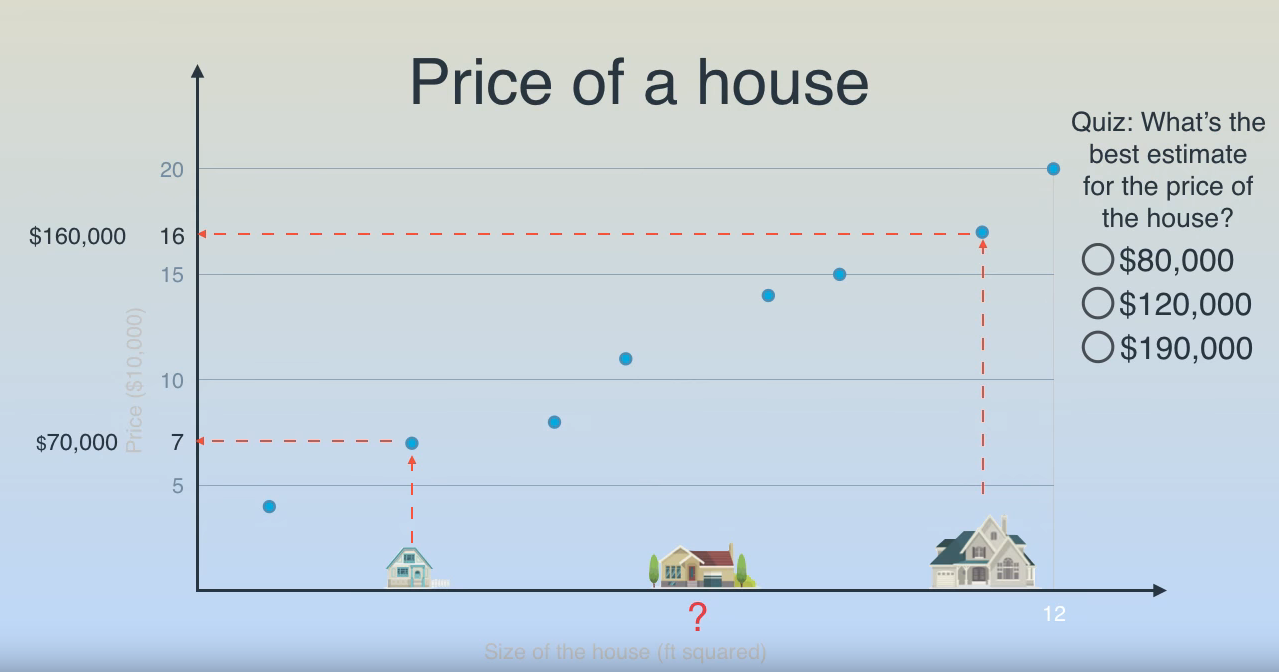 Price of a house
Quiz: What's the
best estimate
for the price of
the house?
$80,000
$120,000
$190,000
20
$160,000 16
15
Price ($10,000)
10
$70,000 7
5
?
12
Size of the house (ft squared)